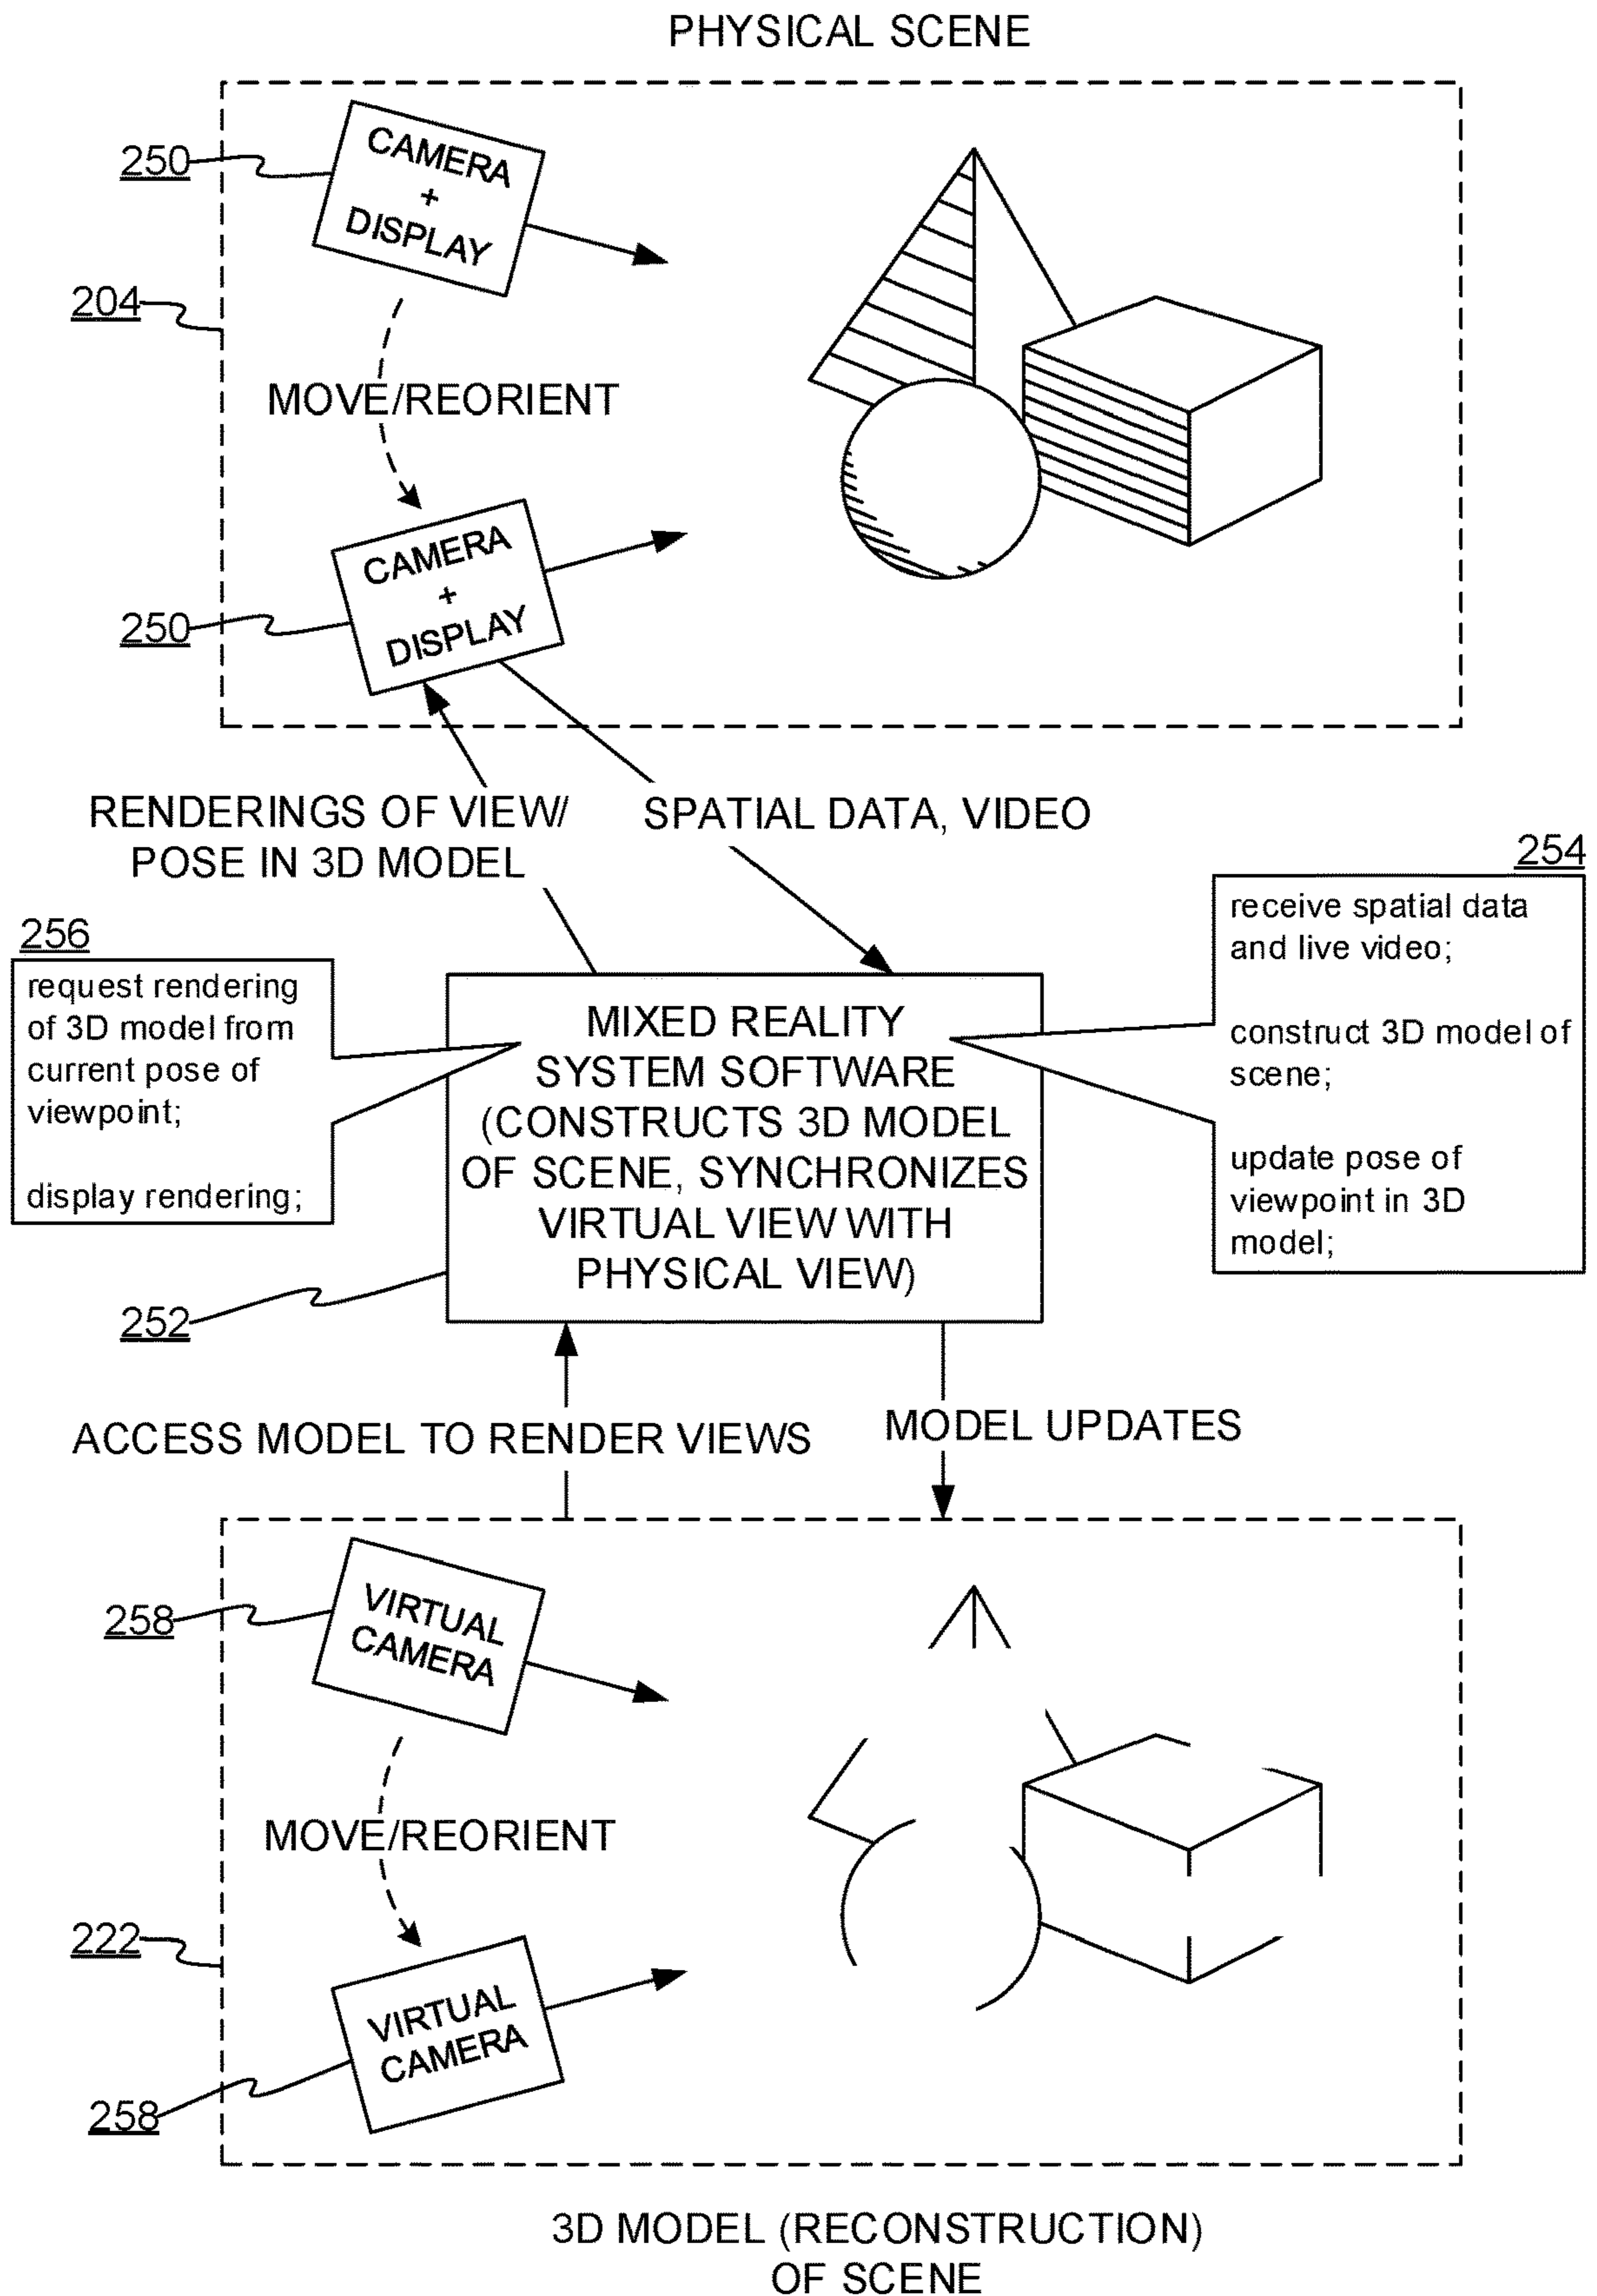 PHYSICAL SCENE
250
CAMERA
+
DISPLAY
204
MOVE/REORIENT
CAMERA
+
DISPLAY
250
RENDERINGS OF VIEW/
POSE IN 3D MODEL
SPATIAL DATA, VIDEO
254
receive spatial data
and live video;
construct 3D model of
scene;
update pose of
viewpoint in 3D
model;
256
request rendering
of 3D model from
current pose of
viewpoint;
display rendering;
MIXED REALITY
SYSTEM SOFTWARE
(CONSTRUCTS 3D MODEL
OF SCENE, SYNCHRONIZES
VIRTUAL VIEW WITH
PHYSICAL VIEW)
252
ACCESS MODEL TO RENDER VIEWS
MODEL UPDATES
258
VIRTUAL
CAMERA
MOVE/REORIENT
222
VIRTUAL
CAMERA
258
3D MODEL (RECONSTRUCTION)
OF SCENE